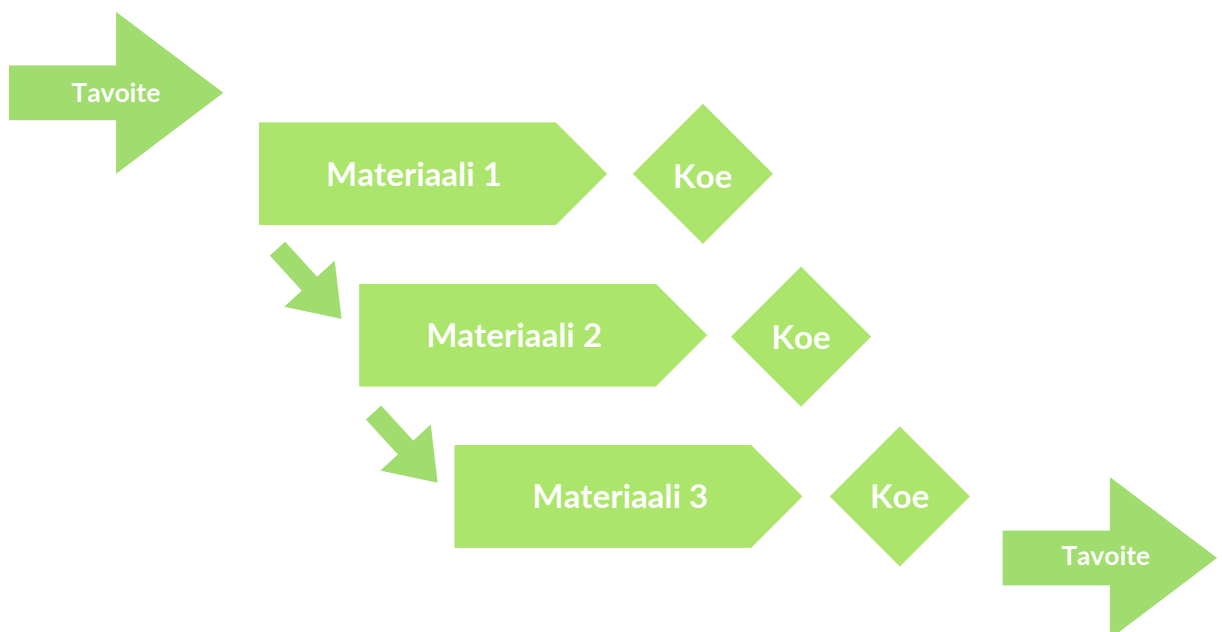 Tavoite
Materiaali 1
Koe
Materiaali 2
Koe
Materiaali 3
Koe
Tavoite